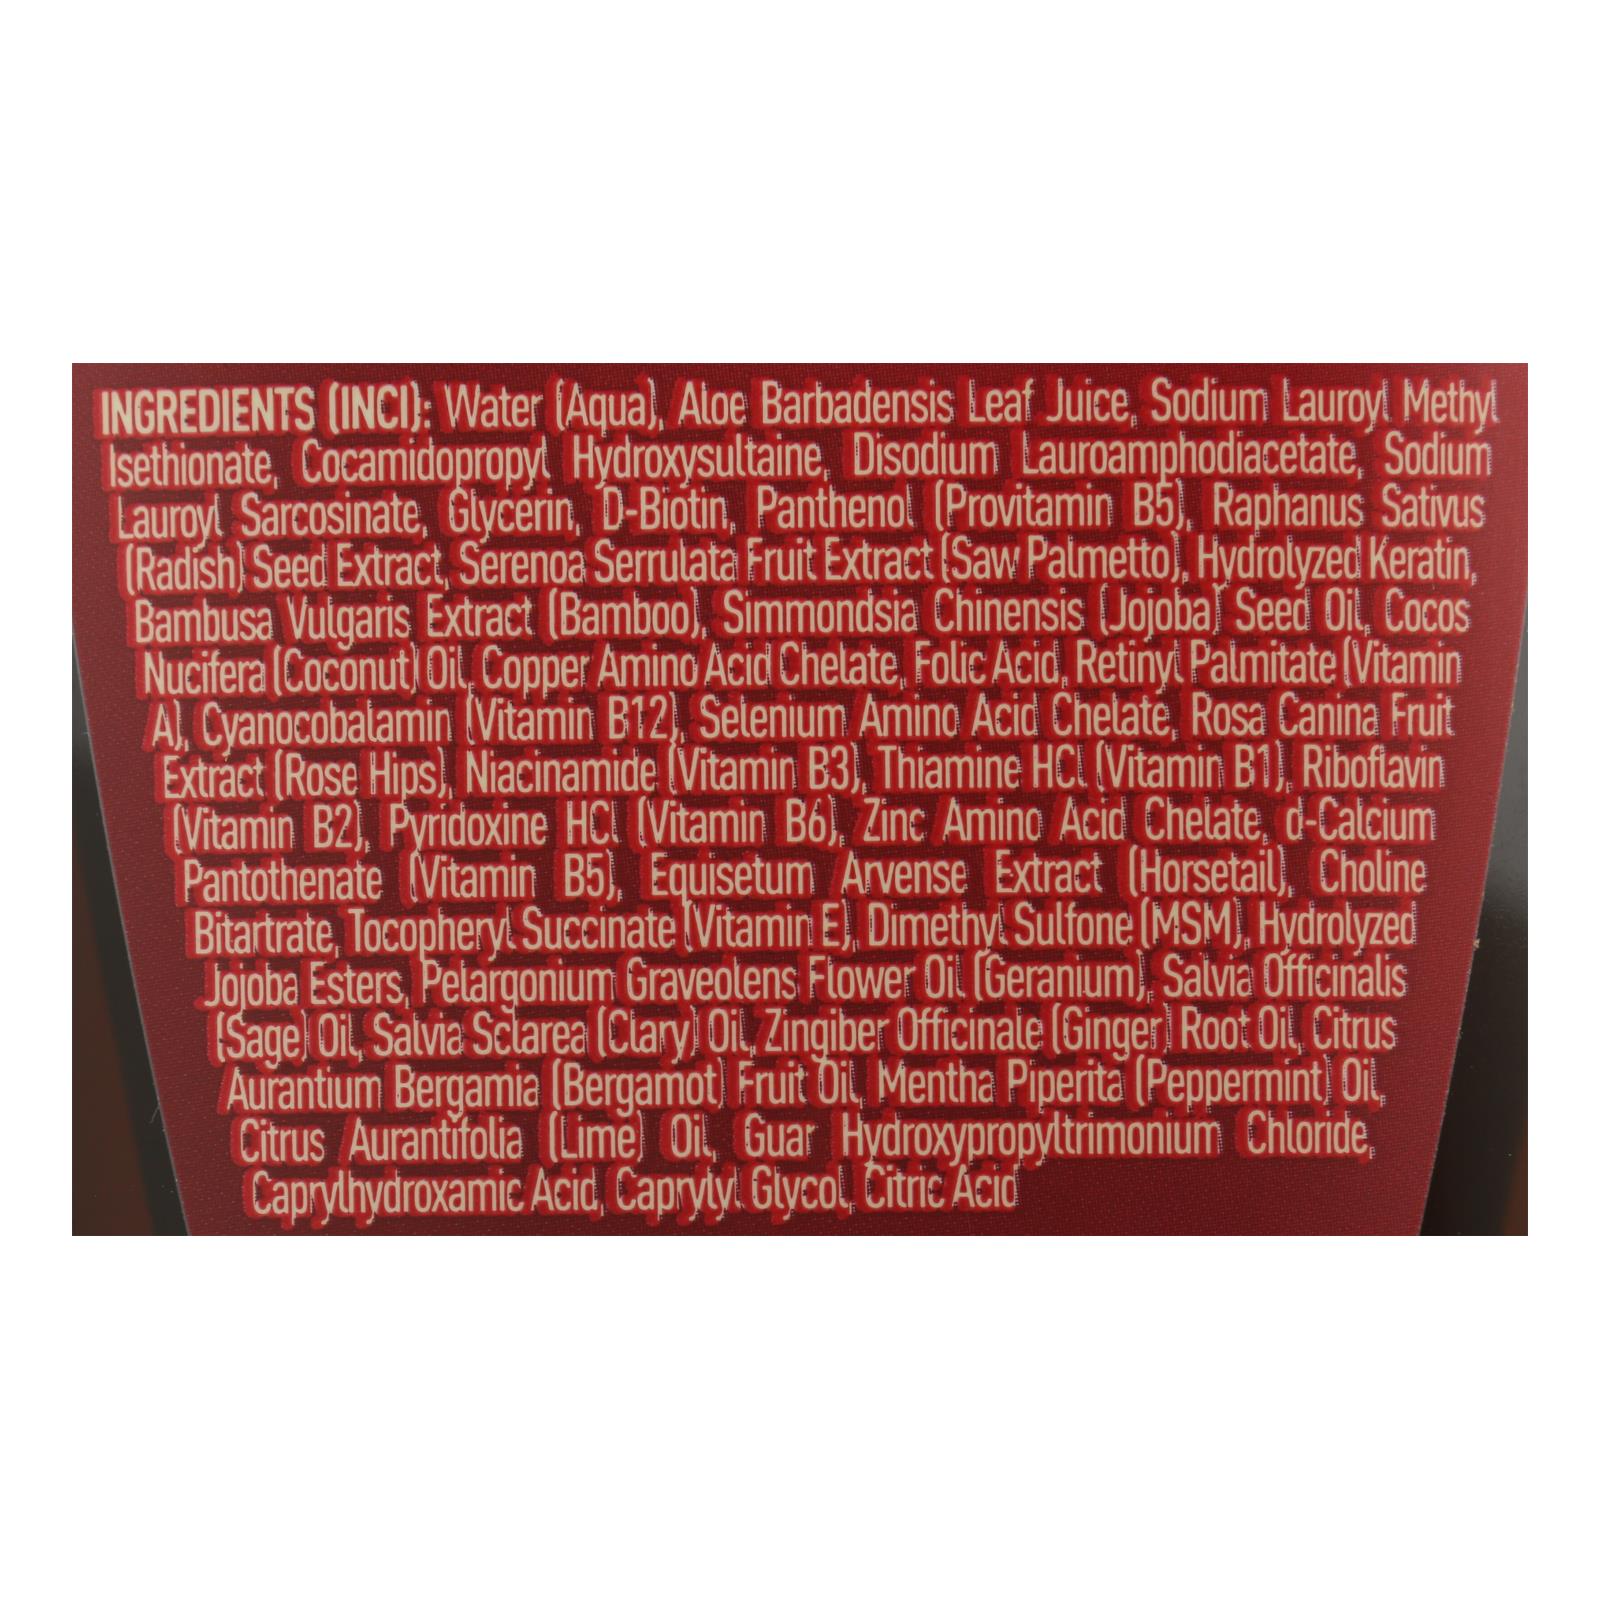 INGREDIENTS (INCI): Water (Aqua), Aloe Barbadensis Leaf Juice, Sodium Lauroyl Methyl
Isethionate, Cocamidopropyl Hydroxysultaine, Disodium Lauroamphodiacetate, Sodium
Lauroyl Sarcosinate, Glycerin, D-Biotin, Panthenol (Provitamin B5), Raphanus Sativus
(Radish) Seed Extract, Serenoa Serrulata Fruit Extract (Saw Palmetto), Hydrolyzed Keratin,
Bambusa Vulgaris Extract (Bamboo), Simmondsia Chinensis (Jojoba) Seed Oil, Cocos
Nucifera (Coconut) Oil, Copper Amino Acid Chelate, Folic Acid, Retinyl Palmitate (Vitamin
A), Cyanocobalamin (Vitamin B12), Selenium Amino Acid Chelate, Rosa Canina Fruit
Extract (Rose Hips), Niacinamide (Vitamin B3), Thiamine HCl (Vitamin B1), Riboflavin
(Vitamin B2), Pyridoxine HCl (Vitamin B6), Zinc Amino Acid Chelate, d-Calcium
Pantothenate (Vitamin B5), Equisetum Arvense Extract (Horsetail), Choline
Bitartrate, Tocopheryl Succinate (Vitamin E), Dimethyl Sulfone (MSM), Hydrolyzed
Jojoba Esters, Pelargonium Graveolens Flower Oil (Geranium), Salvia Officinalis
(Sage) Oil, Salvia Sclarea (Clary) Oil, Zingiber Officinale (Ginger) Root Oil, Citrus
Aurantium Bergamia (Bergamot) Fruit Oil, Mentha Piperita (Peppermint) Oil,
Citrus Aurantifolia (Lime) Oil, Guar Hydroxypropyltrimonium Chloride,
Caprylhydroxamic Acid, Caprylyl Glycol, Citric Acid